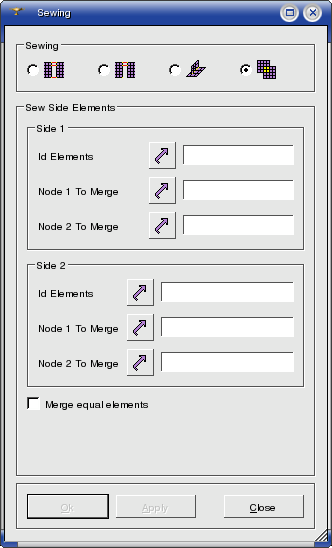 Sewing
Sewing
Sew Side Elements
Side 1
Id Elements
Node 1 To Merge
Node 2 To Merge
Side 2
Id Elements
Node 1 To Merge
Node 2 To Merge
Merge equal elements
Ok Apply Close